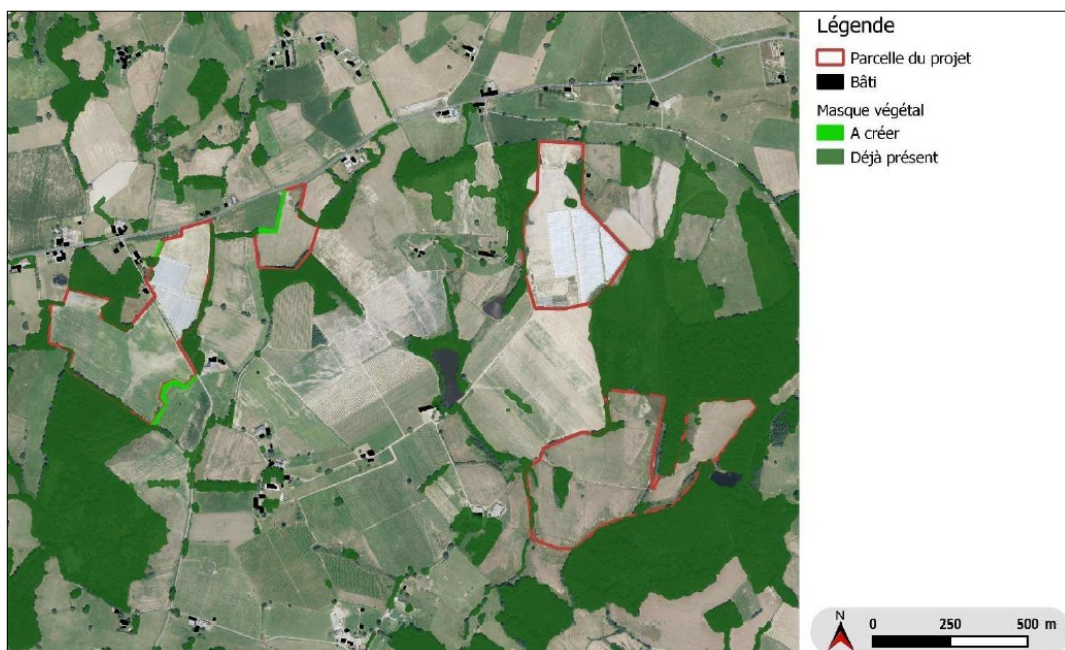 Légende
Parcelle du projet
Bâti
Masque végétal
A créer
Déjà présent
N
0 250 500 m